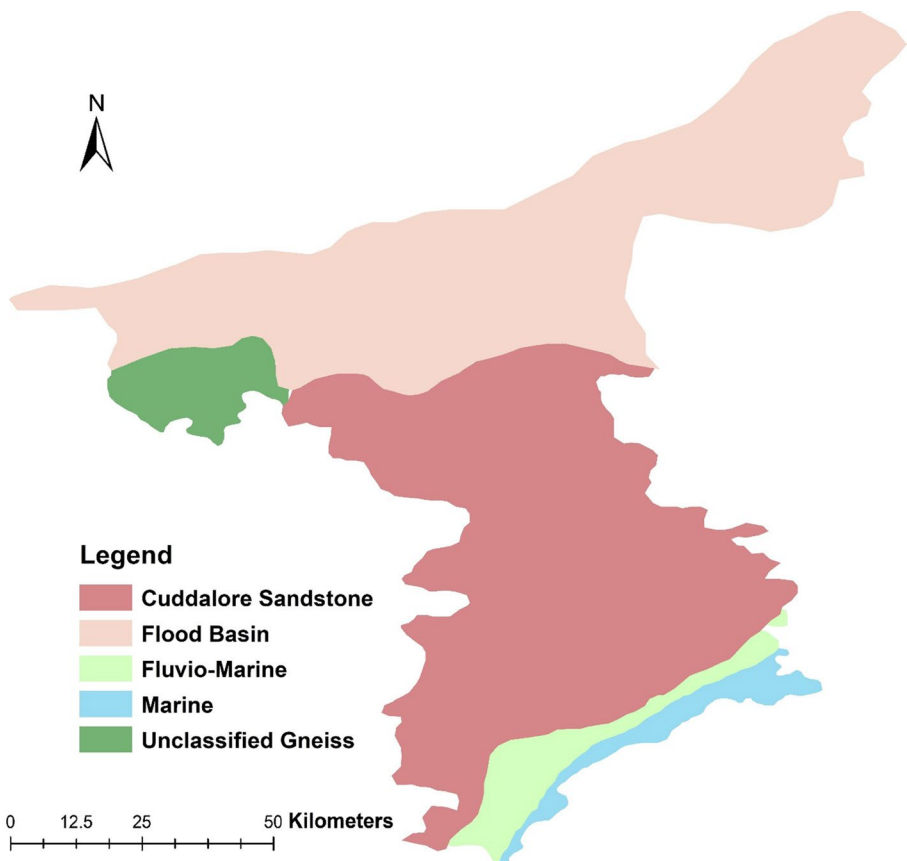 N
Legend
Cuddalore Sandstone
Flood Basin
Fluvio-Marine
Marine
Unclassified Gneiss
0 12.5 25 50 Kilometers